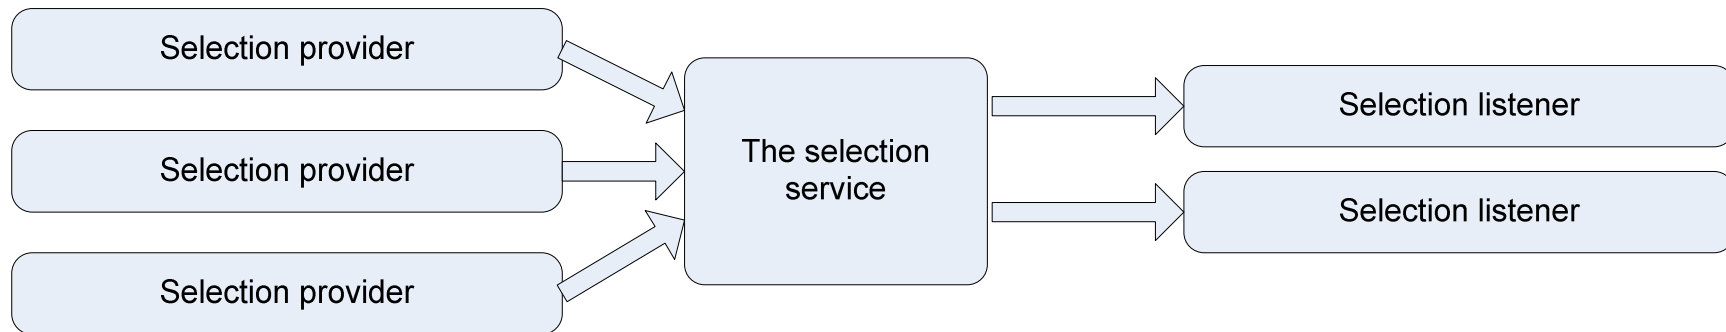 Selection provider
Selection provider
Selection provider
The selection
service
Selection listener
Selection listener